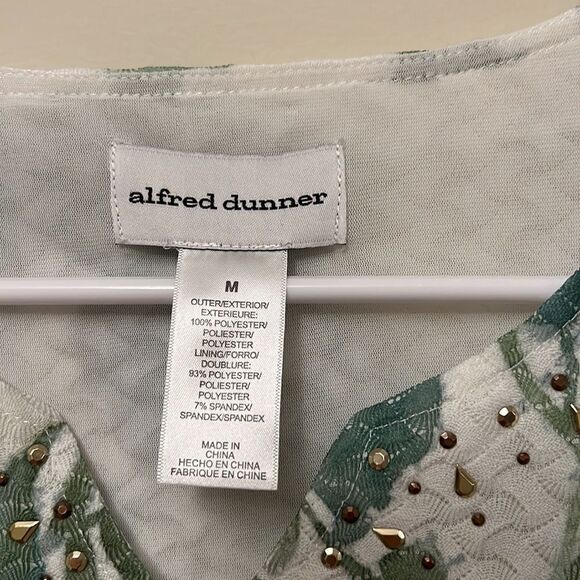 alfred dunner
M
OUTER/EXTERIOR/
EXTERIEURE:
100% POLYESTER/
POLIESTER/
POLYESTER
LINING/FORRO/
DOUBLURE:
93% POLYESTER/
POLIESTER/
POLYESTER
7% SPANDEX/
SPANDEX/SPANDEX
MADE IN
CHINA
HECHO EN CHINA
FABRIQUE EN CHINE